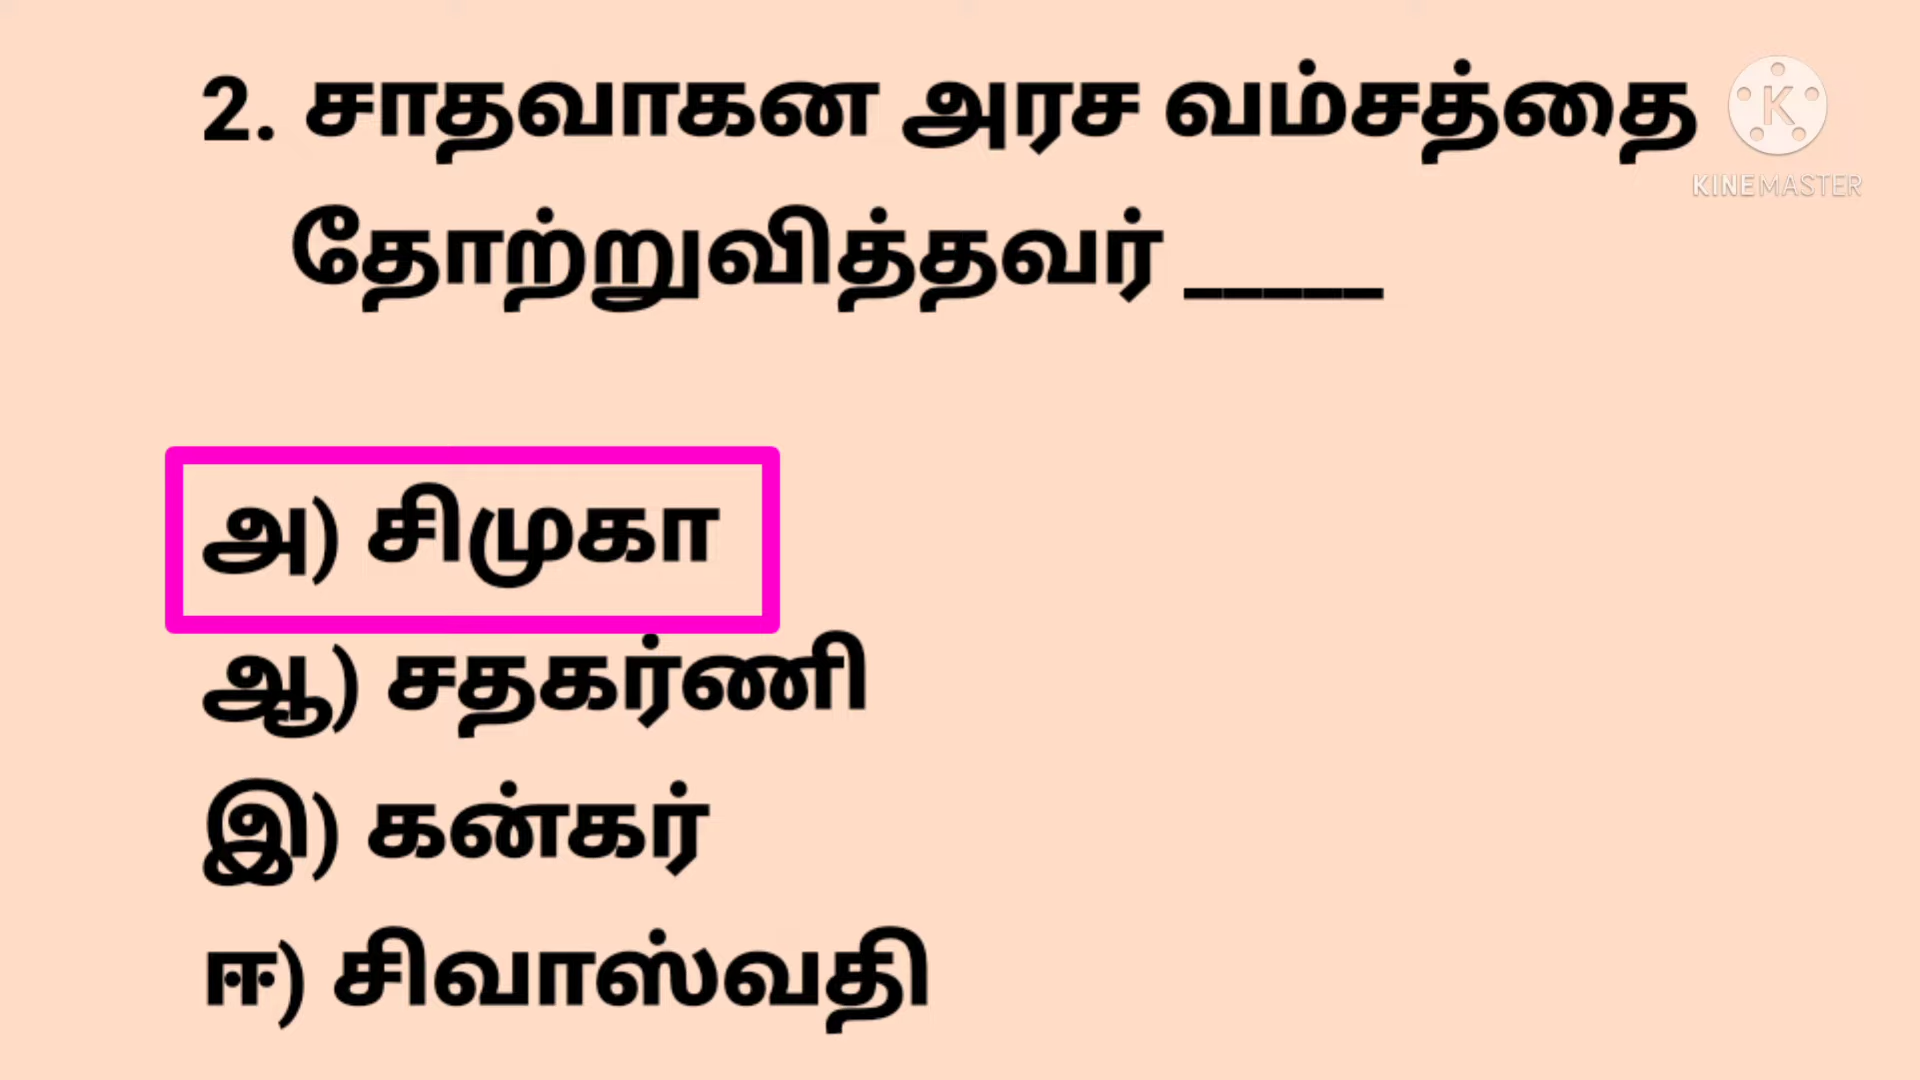 2. சாதவாகன அரச வம்சத்தை
தோற்றுவித்தவர் _____
K
KINEMASTER
அ) சிமுகா
ஆ) சதகர்ணி
இ) கன்கர்
ஈ) சிவாஸ்வதி